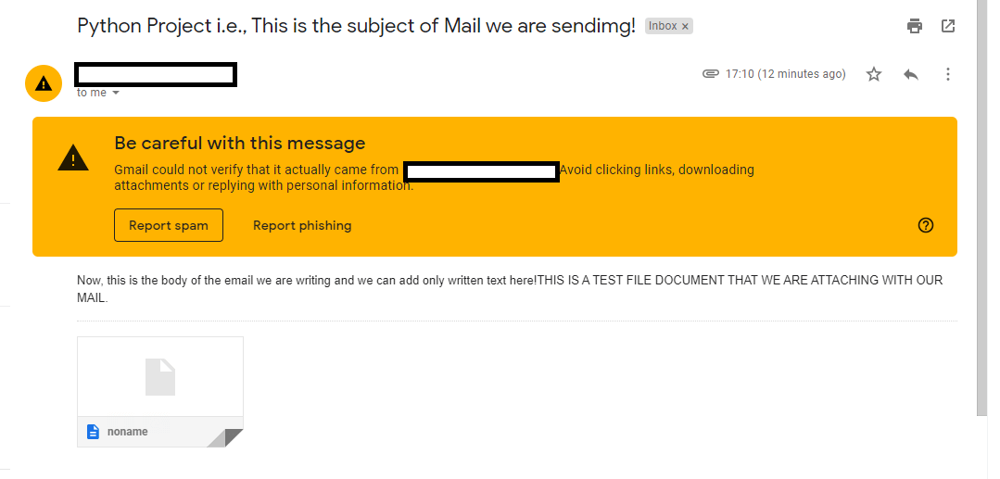 Python Project i.e., This is the subject of Mail we are sendimg! Inbox ×
17:10 (12 minutes ago)
to me
Be careful with this message
Gmail could not verify that it actually came from Avoid clicking links, downloading
attachments or replying with personal information.
Report spam Report phishing
Now, this is the body of the email we are writing and we can add only written text here!THIS IS A TEST FILE DOCUMENT THAT WE ARE ATTACHING WITH OUR
MAIL.
noname